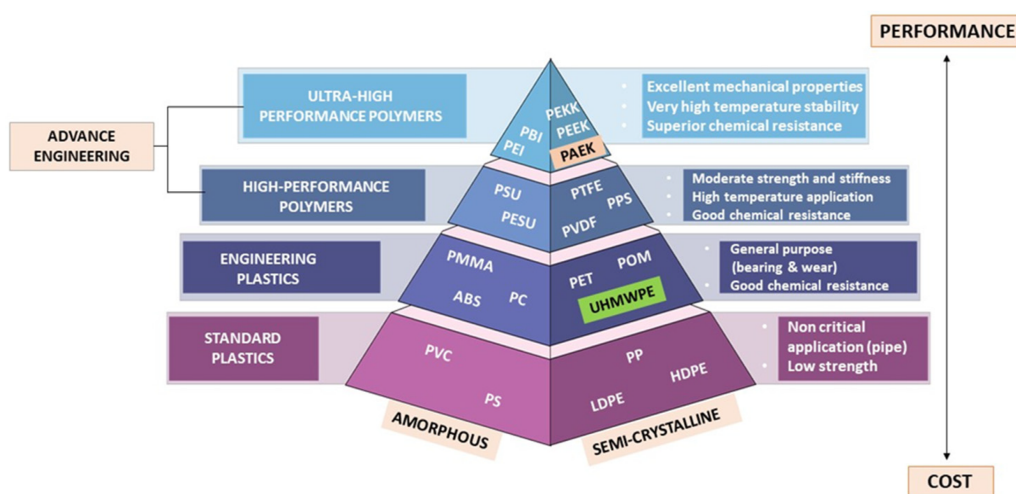 PERFORMANCE
ULTRA-HIGH
PERFORMANCE POLYMERS
PEKK
PEEK
PBI
PEI
PAEK
• Excellent mechanical properties
• Very high temperature stability
• Superior chemical resistance
ADVANCE
ENGINEERING
HIGH-PERFORMANCE
POLYMERS
PSU
PESU
PTFE
PPS
PVDF
• Moderate strength and stiffness
• High temperature application
• Good chemical resistance
ENGINEERING
PLASTICS
PMMA
ABS
PC
PET
POM
UHMWPE
• General purpose
(bearing & wear)
• Good chemical resistance
STANDARD
PLASTICS
PVC
PS
PP
HDPE
LDPE
• Non critical
application (pipe)
• Low strength
AMORPHOUS
SEMI-CRYSTALLINE
COST